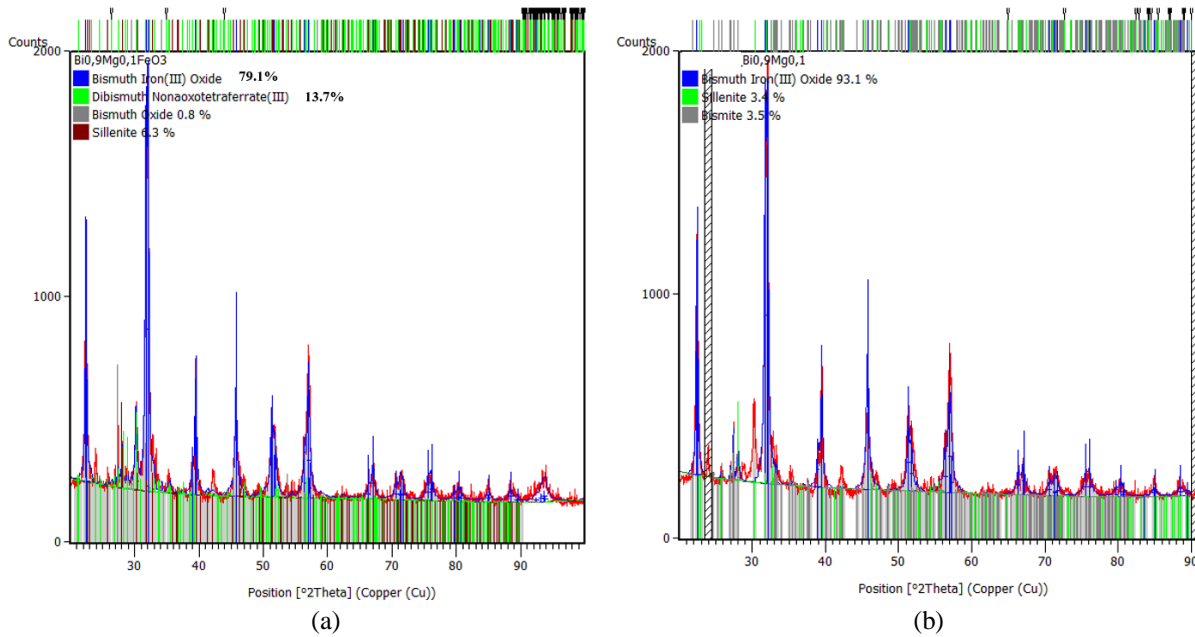 Counts
2000
Bi0,9Mg0,1FeO3
Bismuth Iron(III) Oxide 79.1%
Dibismuth Nonaoxotetraferrate(III) 13.7%
Bismuth Oxide 0.8 %
Sillenite 6.3 %
1000
0
30 40 50 60 70 80 90
Position [°2Theta] (Copper (Cu))
(a)
Counts
2000
Bi0,9Mg0,1
Bismuth Iron(III) Oxide 93.1 %
Sillenite 3.4 %
Bismite 3.5 %
1000
0
30 40 50 60 70 80 90
Position [°2Theta] (Copper (Cu))
(b)